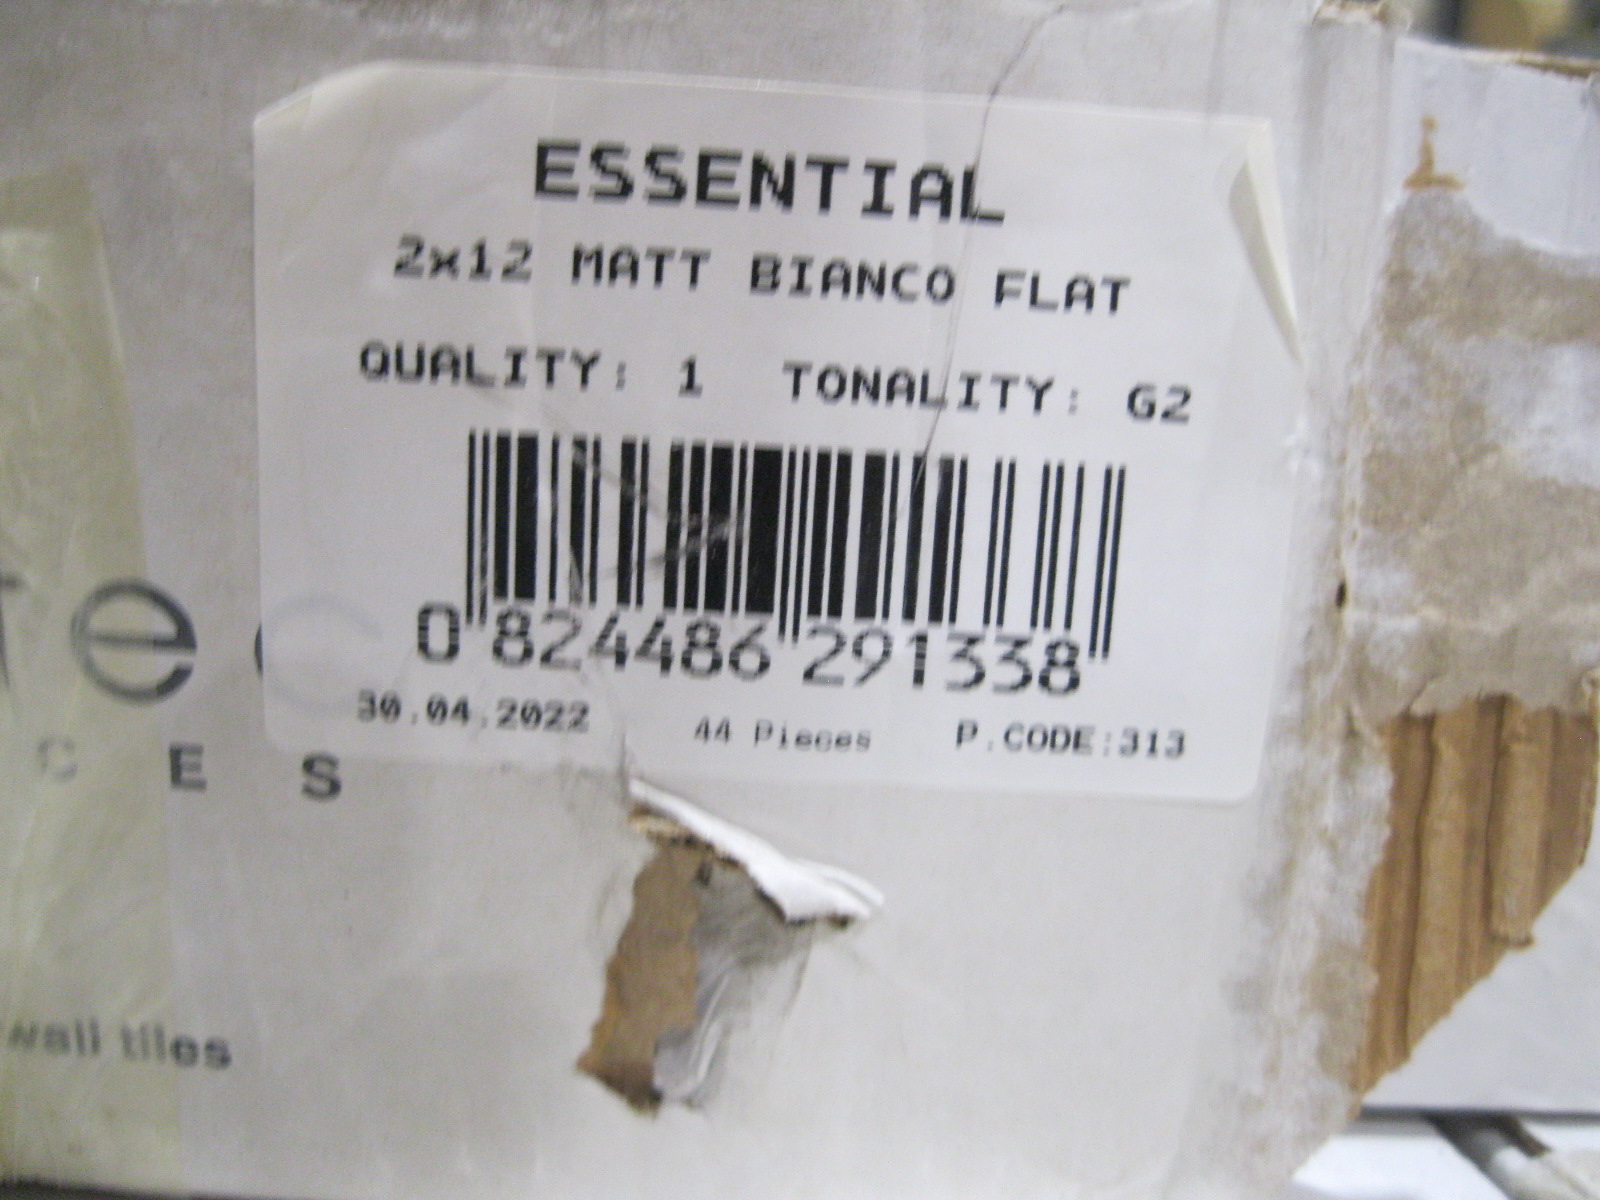 ESSENTIAL
2x12 MATT BIANCO FLAT
QUALITY: 1 TONALITY: G2
0 824486 291338
30.04.2022 44 Pieces P.CODE:313
C E S
wall tiles